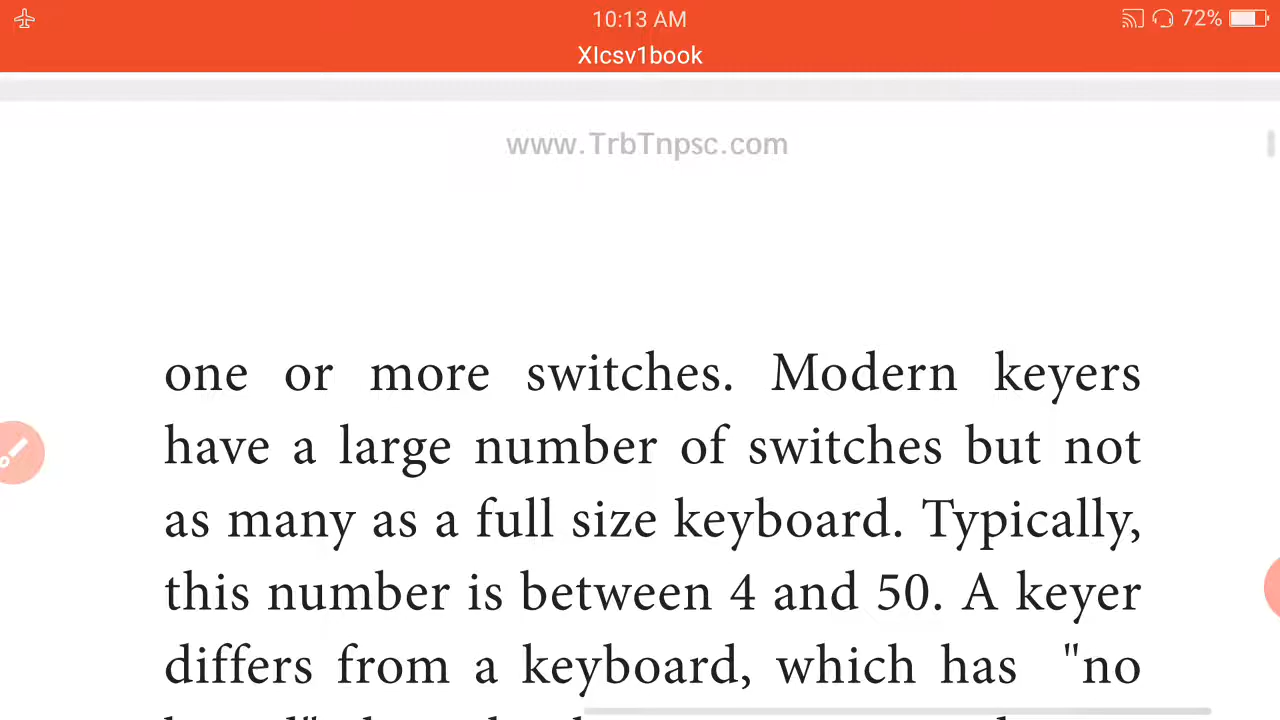 10:13 AM
72%
XIcsv1book
www.TrbTnpsc.com
one or more switches. Modern keyers
have a large number of switches but not
as many as a full size keyboard. Typically,
this number is between 4 and 50. A keyer
differs from a keyboard, which has "no